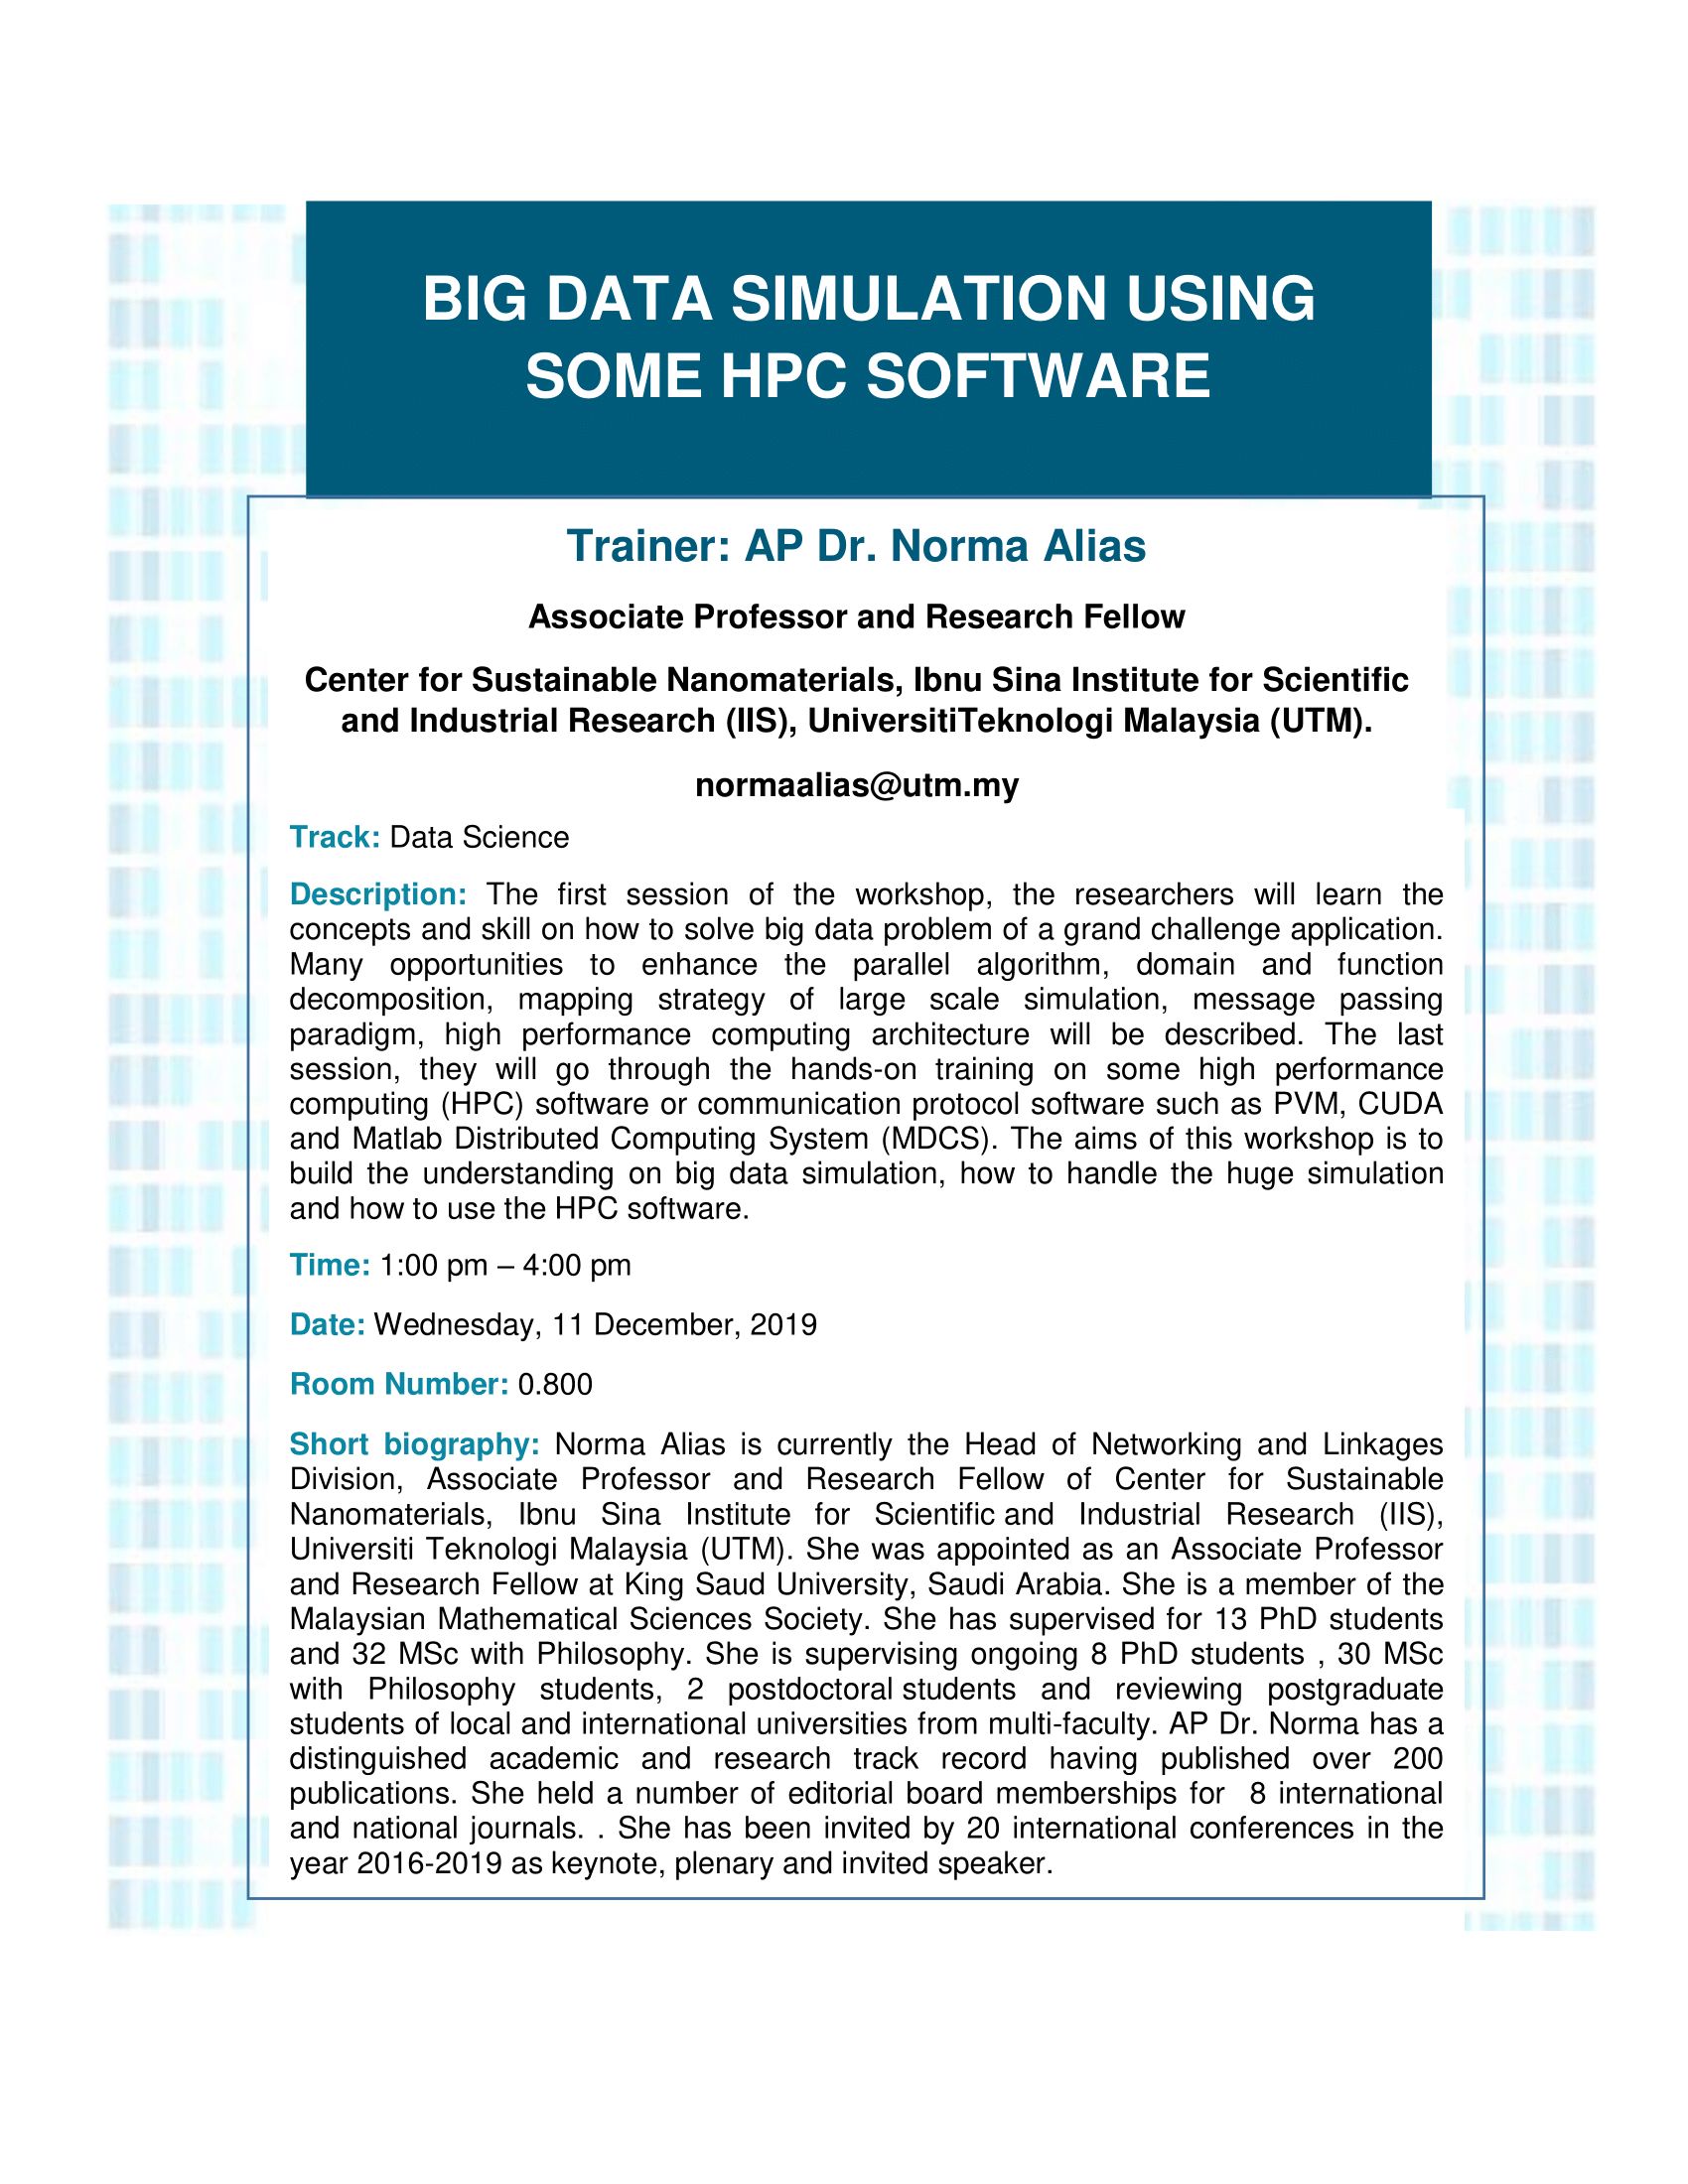 BIG DATA SIMULATION USING
SOME HPC SOFTWARE
Trainer: AP Dr. Norma Alias
Associate Professor and Research Fellow
Center for Sustainable Nanomaterials, Ibnu Sina Institute for Scientific
and Industrial Research (IIS), UniversitiTeknologi Malaysia (UTM).
normaalias@utm.my
Track: Data Science
Description: The first session of the workshop, the researchers will learn the
concepts and skill on how to solve big data problem of a grand challenge application.
Many opportunities to enhance the parallel algorithm, domain and function
decomposition, mapping strategy of large scale simulation, message passing
paradigm, high performance computing architecture will be described. The last
session, they will go through the hands-on training on some high performance
computing (HPC) software or communication protocol software such as PVM, CUDA
and Matlab Distributed Computing System (MDCS). The aims of this workshop is to
build the understanding on big data simulation, how to handle the huge simulation
and how to use the HPC software.
Time: 1:00 pm – 4:00 pm
Date: Wednesday, 11 December, 2019
Room Number: 0.800
Short biography: Norma Alias is currently the Head of Networking and Linkages
Division, Associate Professor and Research Fellow of Center for Sustainable
Nanomaterials, Ibnu Sina Institute for Scientific and Industrial Research (IIS),
Universiti Teknologi Malaysia (UTM). She was appointed as an Associate Professor
and Research Fellow at King Saud University, Saudi Arabia. She is a member of the
Malaysian Mathematical Sciences Society. She has supervised for 13 PhD students
and 32 MSc with Philosophy. She is supervising ongoing 8 PhD students , 30 MSc
with Philosophy students, 2 postdoctoral students and reviewing postgraduate
students of local and international universities from multi-faculty. AP Dr. Norma has a
distinguished academic and research track record having published over 200
publications. She held a number of editorial board memberships for 8 international
and national journals. . She has been invited by 20 international conferences in the
year 2016-2019 as keynote, plenary and invited speaker.